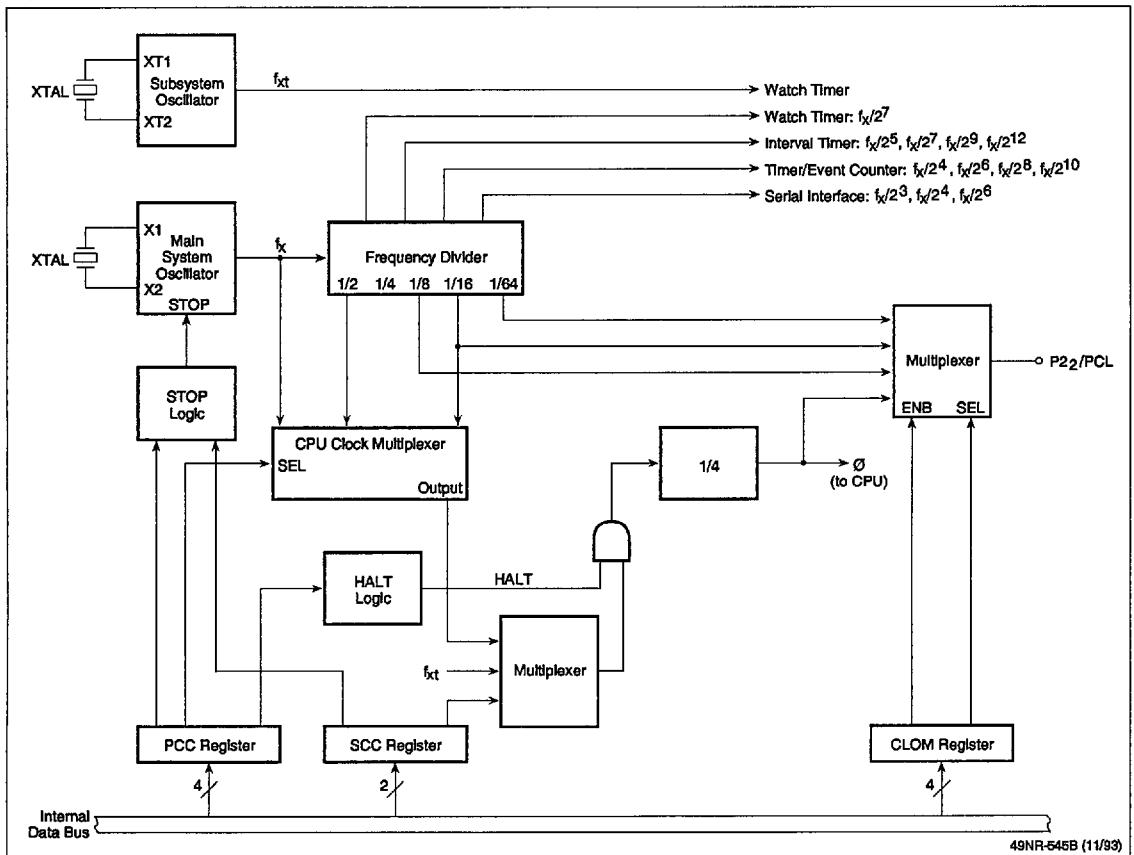 XTAL
XT1
XT2
Subsystem
Oscillator
fxt
Watch Timer
Watch Timer: fx/2^7
Interval Timer: fx/2^5, fx/2^7, fx/2^9, fx/2^12
Timer/Event Counter: fx/2^4, fx/2^6, fx/2^8, fx/2^10
Serial Interface: fx/2^3, fx/2^4, fx/2^6
XTAL
X1
X2
Main
System
Oscillator
STOP
fx
Frequency Divider
1/2 1/4 1/8 1/16 1/64
Multiplexer
ENB SEL
P2₂/PCL
STOP
Logic
CPU Clock Multiplexer
SEL
Output
1/4
Ø
(to CPU)
HALT
Logic
HALT
fxt
Multiplexer
PCC Register
SCC Register
CLOM Register
4
2
4
Internal
Data Bus
49NR-545B (11/93)